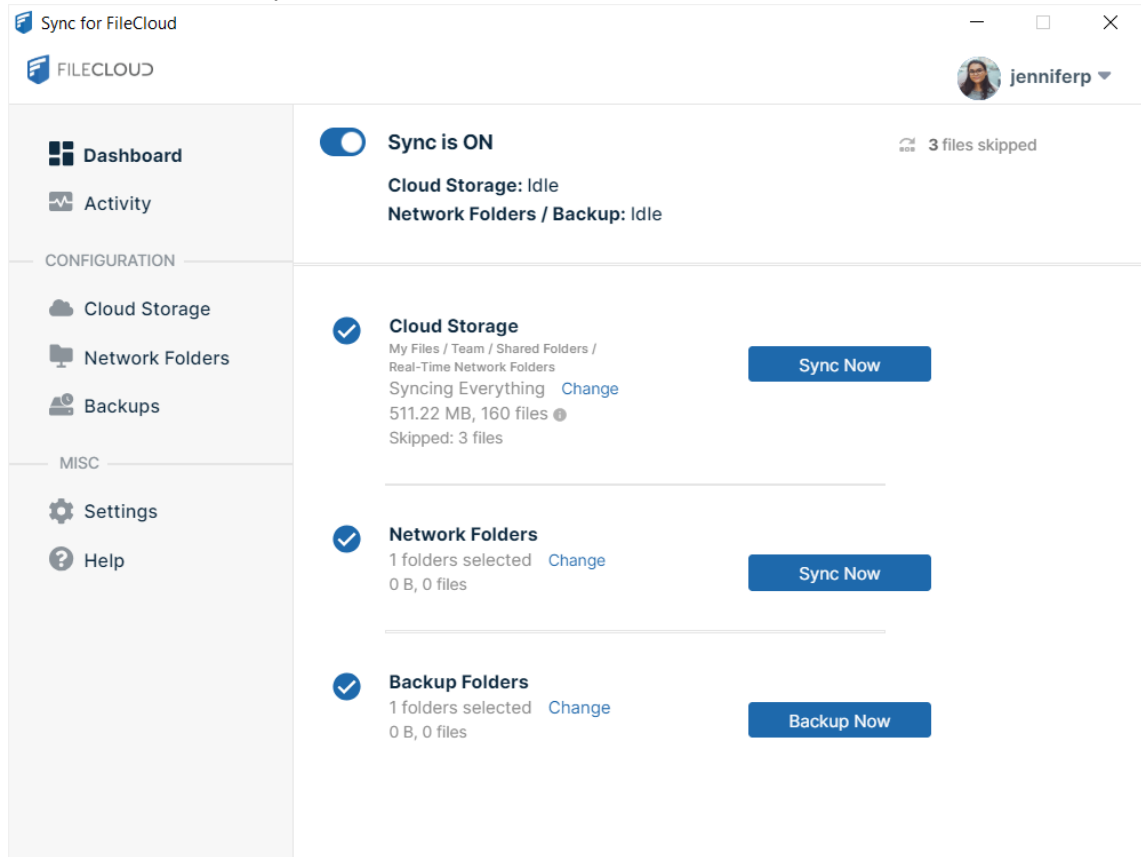 Sync for FileCloud
FILECLOUD
jenniferp
Dashboard
Activity
CONFIGURATION
Cloud Storage
Network Folders
Backups
MISC
Settings
Help
Sync is ON
3 files skipped
Cloud Storage: Idle
Network Folders / Backup: Idle
Cloud Storage
My Files / Team / Shared Folders /
Real-Time Network Folders
Syncing Everything Change
511.22 MB, 160 files
Skipped: 3 files
Sync Now
Network Folders
1 folders selected Change
0 B, 0 files
Sync Now
Backup Folders
1 folders selected Change
0 B, 0 files
Backup Now